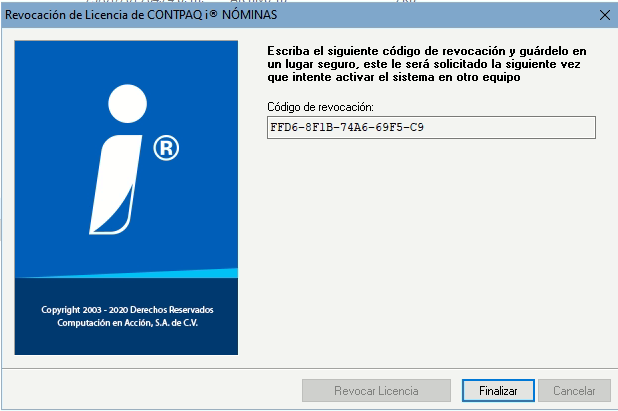 Revocación de Licencia de CONTPAQ i® NÓMINAS
Escriba el siguiente código de revocación y guárdelo en
un lugar seguro, este le será solicitado la siguiente vez
que intente activar el sistema en otro equipo
Código de revocación:
FFD6-8F1B-74A6-69F5-C9
®
Copyright 2003 - 2020 Derechos Reservados
Computación en Acción, S.A. de C.V.
Revocar Licencia
Finalizar
Cancelar